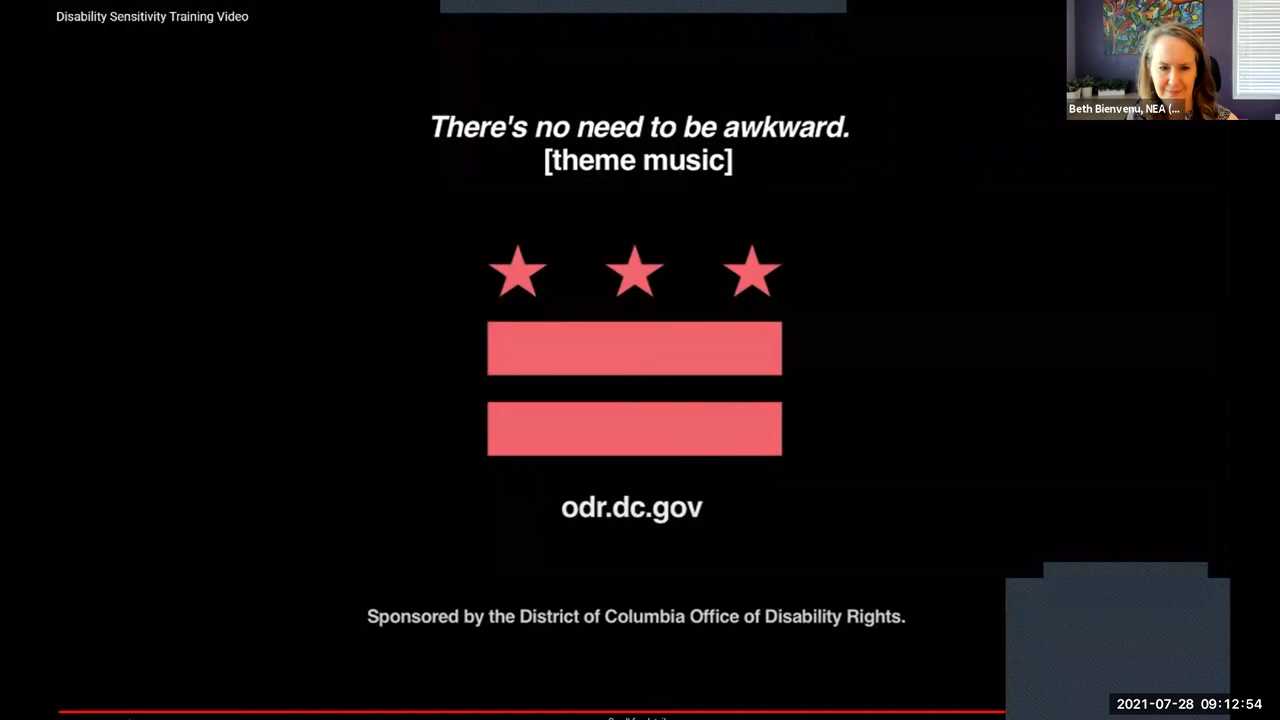 Disability Sensitivity Training Video
Beth Bienvenu, NEA (...
There's no need to be awkward.
[theme music]
odr.dc.gov
Sponsored by the District of Columbia Office of Disability Rights.
2021-07-28 09:12:54